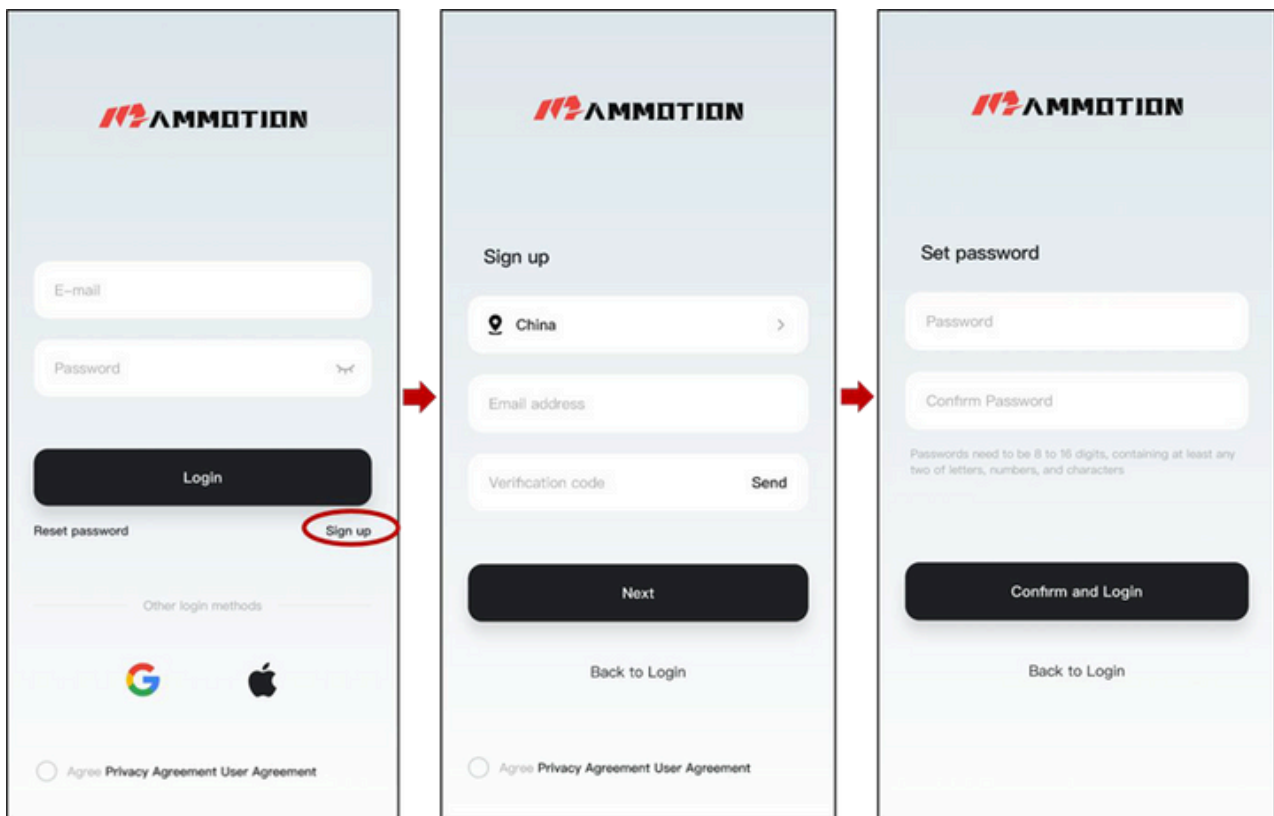 MAMMOTION
E-mail
Password
Login
Reset password
Sign up
Other login methods
Agree Privacy Agreement User Agreement
MAMMOTION
Sign up
China
Email address
Verification code
Send
Next
Back to Login
Agree Privacy Agreement User Agreement
MAMMOTION
Set password
Password
Confirm Password
Passwords need to be 8 to 16 digits, containing at least any
two of letters, numbers, and characters
Confirm and Login
Back to Login